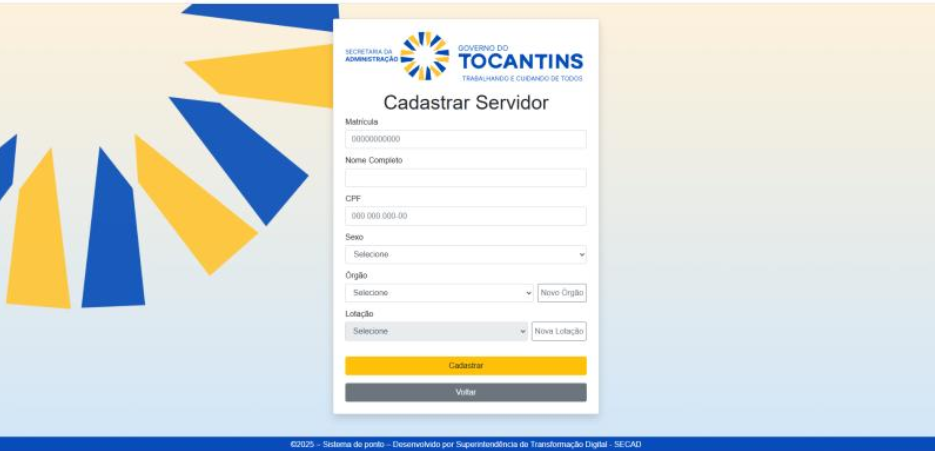 SECRETARIA DA
ADMINISTRAÇÃO
GOVERNO DO
TOCANTINS
TRABALHANDO E CUIDANDO DE TODOS
Cadastrar Servidor
Matrícula
00000000000
Nome Completo
CPF
000.000.000-00
Sexo
Selecione
Órgão
Selecione
Novo Órgão
Lotação
Selecione
Nova Lotação
Cadastrar
Voltar
©2025 – Sistema de ponto – Desenvolvido por Superintendência de Transformação Digital - SECAD